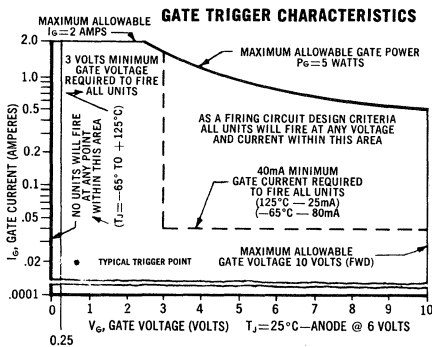 GATE TRIGGER CHARACTERISTICS
MAXIMUM ALLOWABLE
IG=2 AMPS
MAXIMUM ALLOWABLE GATE POWER
PG=5 WATTS
3 VOLTS MINIMUM
GATE VOLTAGE
REQUIRED TO FIRE
ALL UNITS
AS A FIRING CIRCUIT DESIGN CRITERIA
ALL UNITS WILL FIRE AT ANY VOLTAGE
AND CURRENT WITHIN THIS AREA
NO UNITS WILL FIRE
AT ANY POINT
WITHIN THIS AREA
(TJ=-65° TO +125°C)
40mA MINIMUM
GATE CURRENT REQUIRED
TO FIRE ALL UNITS
(125°C — 25mA)
(-65°C — 80mA)
TYPICAL TRIGGER POINT
MAXIMUM ALLOWABLE
GATE VOLTAGE 10 VOLTS (FWD)
IG, GATE CURRENT (AMPERES)
2.0
1.0
0.5
0.2
0.1
.05
.02
.0001
0 1 2 3 4 5 6 7 8 9 10
0.25
VG, GATE VOLTAGE (VOLTS) TJ=25°C—ANODE @ 6 VOLTS